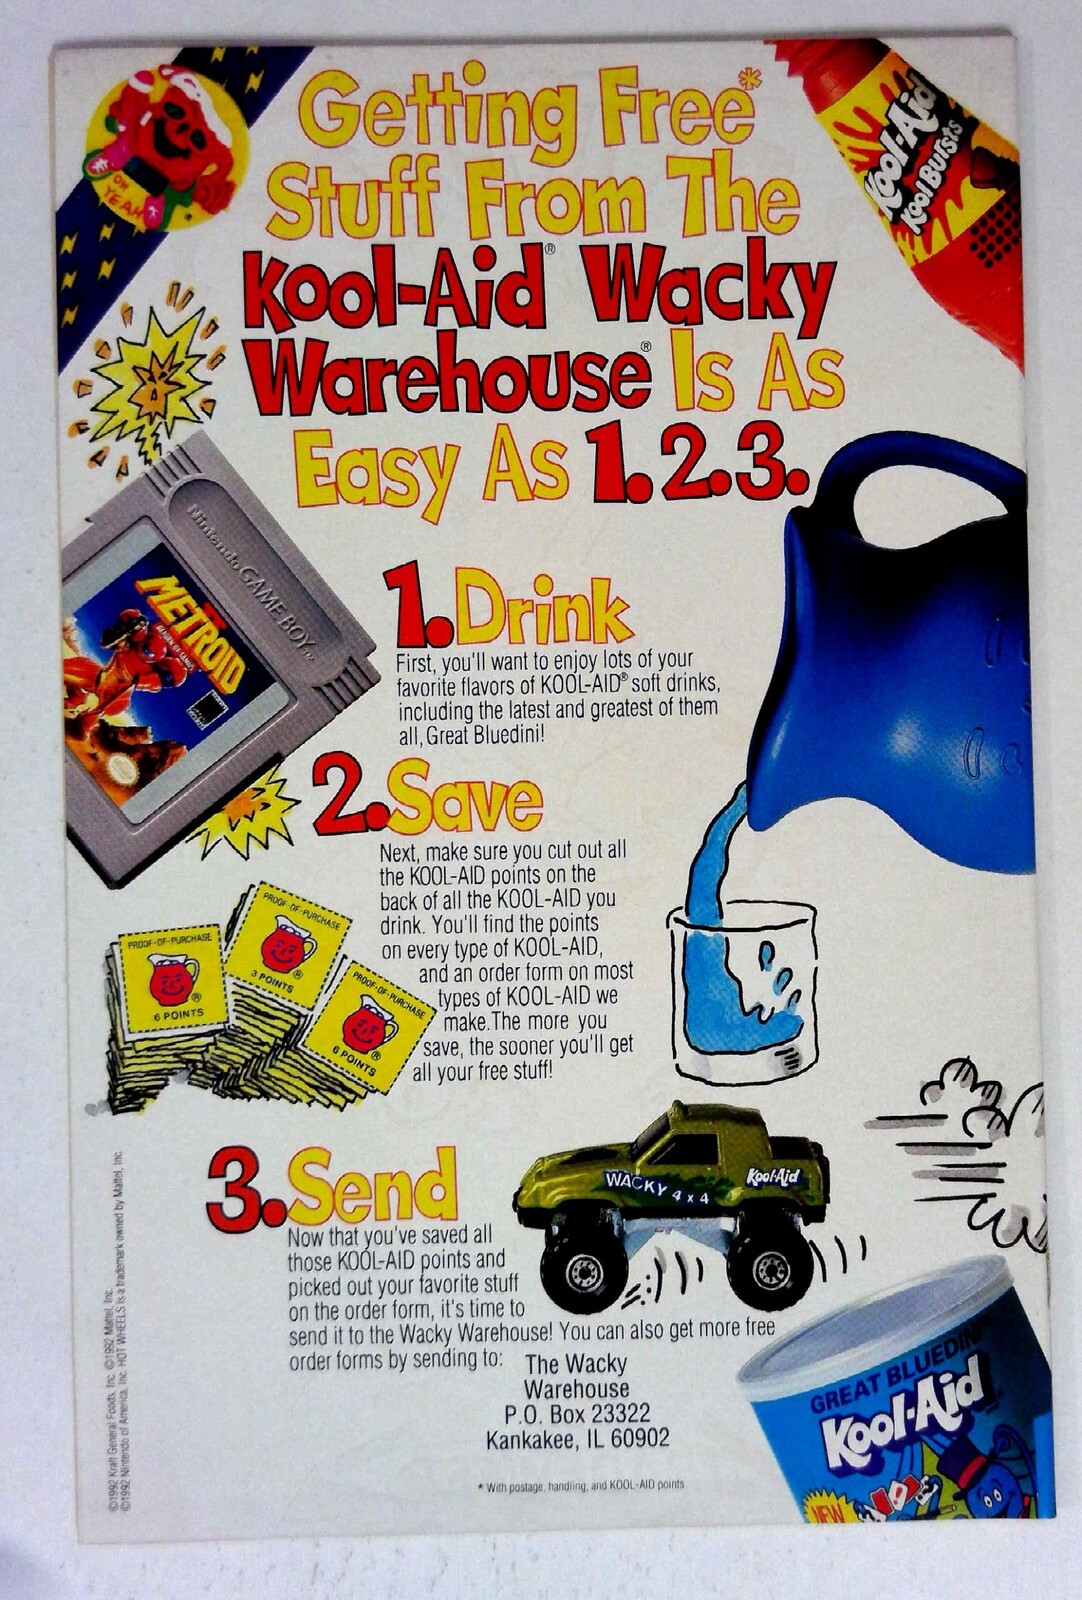 Getting Free*
Stuff From The
Kool-Aid® Wacky
Warehouse® Is As
Easy As 1.2.3.
OH
YEAH
Kool-Aid
Kool Bursts
Nintendo GAME BOY™
METROID
RETURN OF SAMUS
1. Drink
First, you'll want to enjoy lots of your
favorite flavors of KOOL-AID® soft drinks,
including the latest and greatest of them
all, Great Bluedini!
2. Save
Next, make sure you cut out all
the KOOL-AID points on the
back of all the KOOL-AID you
drink. You'll find the points
on every type of KOOL-AID,
and an order form on most
types of KOOL-AID we
make. The more you
save, the sooner you'll get
all your free stuff!
PROOF-OF-PURCHASE
®
6 POINTS
PROOF-OF-PURCHASE
®
3 POINTS
PROOF-OF-PURCHASE
®
6 POINTS
3. Send
Now that you've saved all
those KOOL-AID points and
picked out your favorite stuff
on the order form, it's time to
send it to the Wacky Warehouse! You can also get more free
order forms by sending to:
The Wacky
Warehouse
P.O. Box 23322
Kankakee, IL 60902
WACKY 4 x 4
Kool-Aid
GREAT BLUEDINI™
Kool-Aid
NEW
* With postage, handling, and KOOL-AID points
©1992 Kraft General Foods, Inc. ©1992 Mattel, Inc.
©1992 Nintendo of America, Inc. HOT WHEELS is a trademark owned by Mattel, Inc.